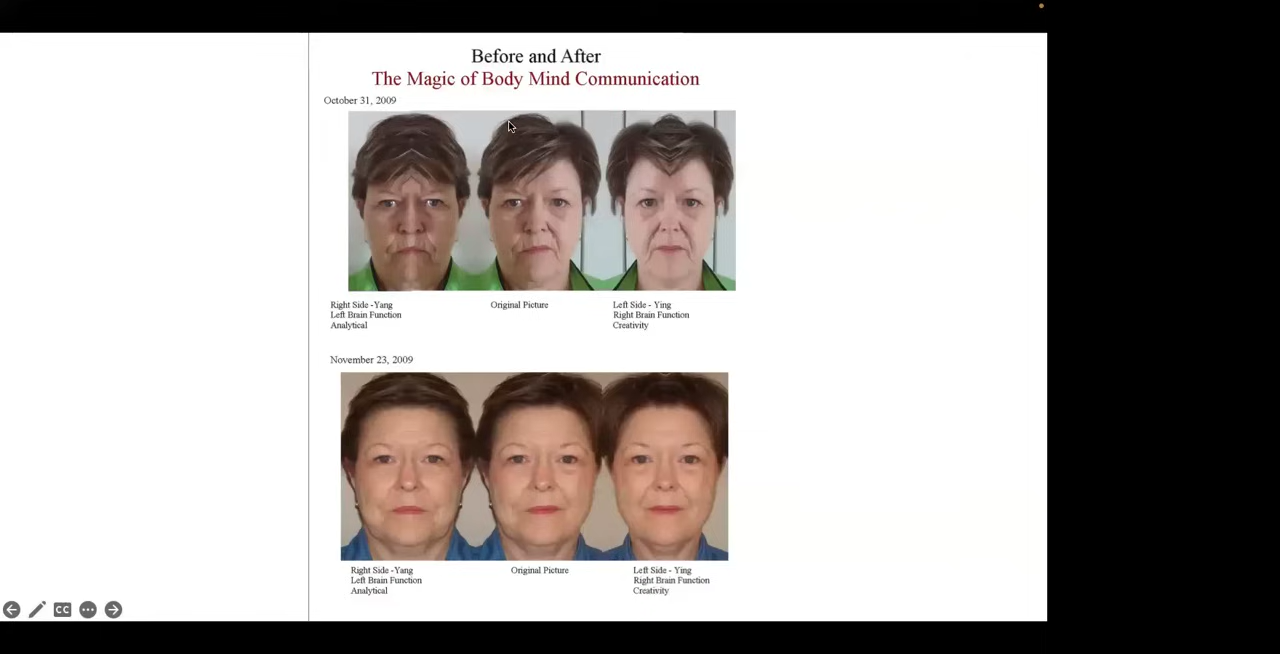 Before and After
The Magic of Body Mind Communication
October 31, 2009
Right Side -Yang
Left Brain Function
Analytical
Original Picture
Left Side - Ying
Right Brain Function
Creativity
November 23, 2009
Right Side -Yang
Left Brain Function
Analytical
Original Picture
Left Side - Ying
Right Brain Function
Creativity
CC